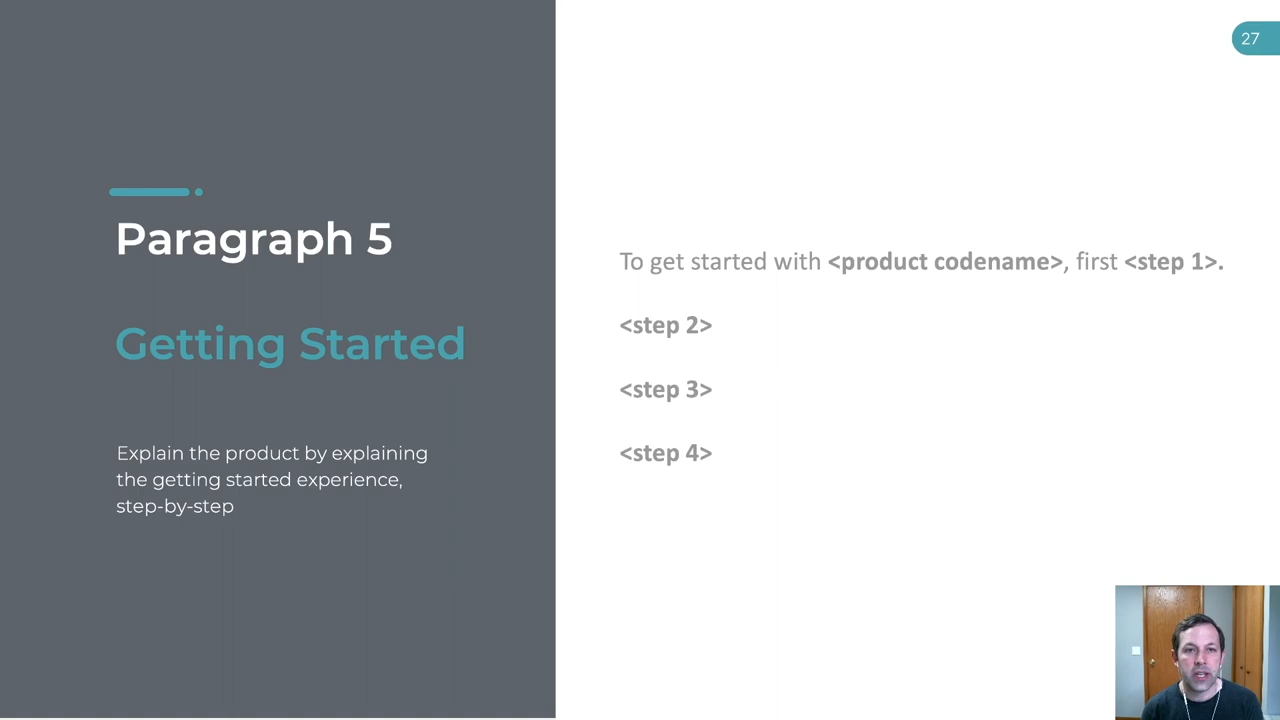 27
Paragraph 5
Getting Started
Explain the product by explaining
the getting started experience,
step-by-step
To get started with <product codename>, first <step 1>.
<step 2>
<step 3>
<step 4>